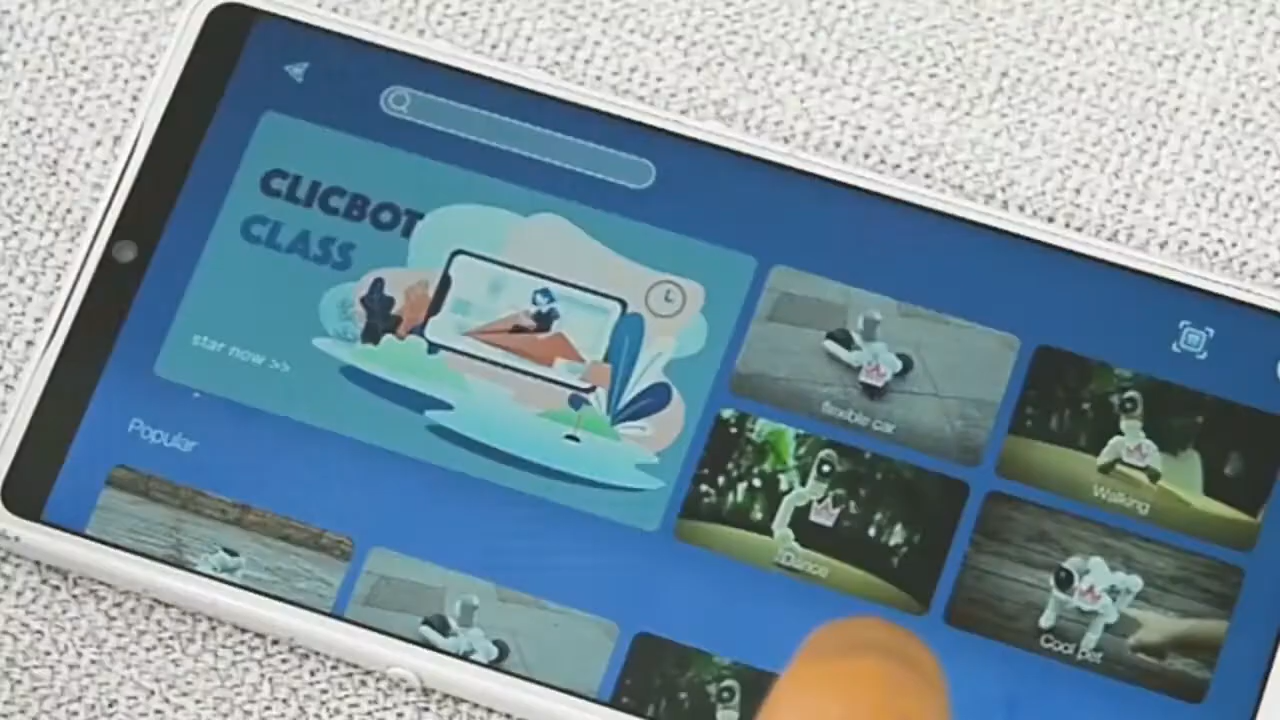 CLICBOT
CLASS
star now >>
flexible car
Walking
Dance
Cool pet
Popular